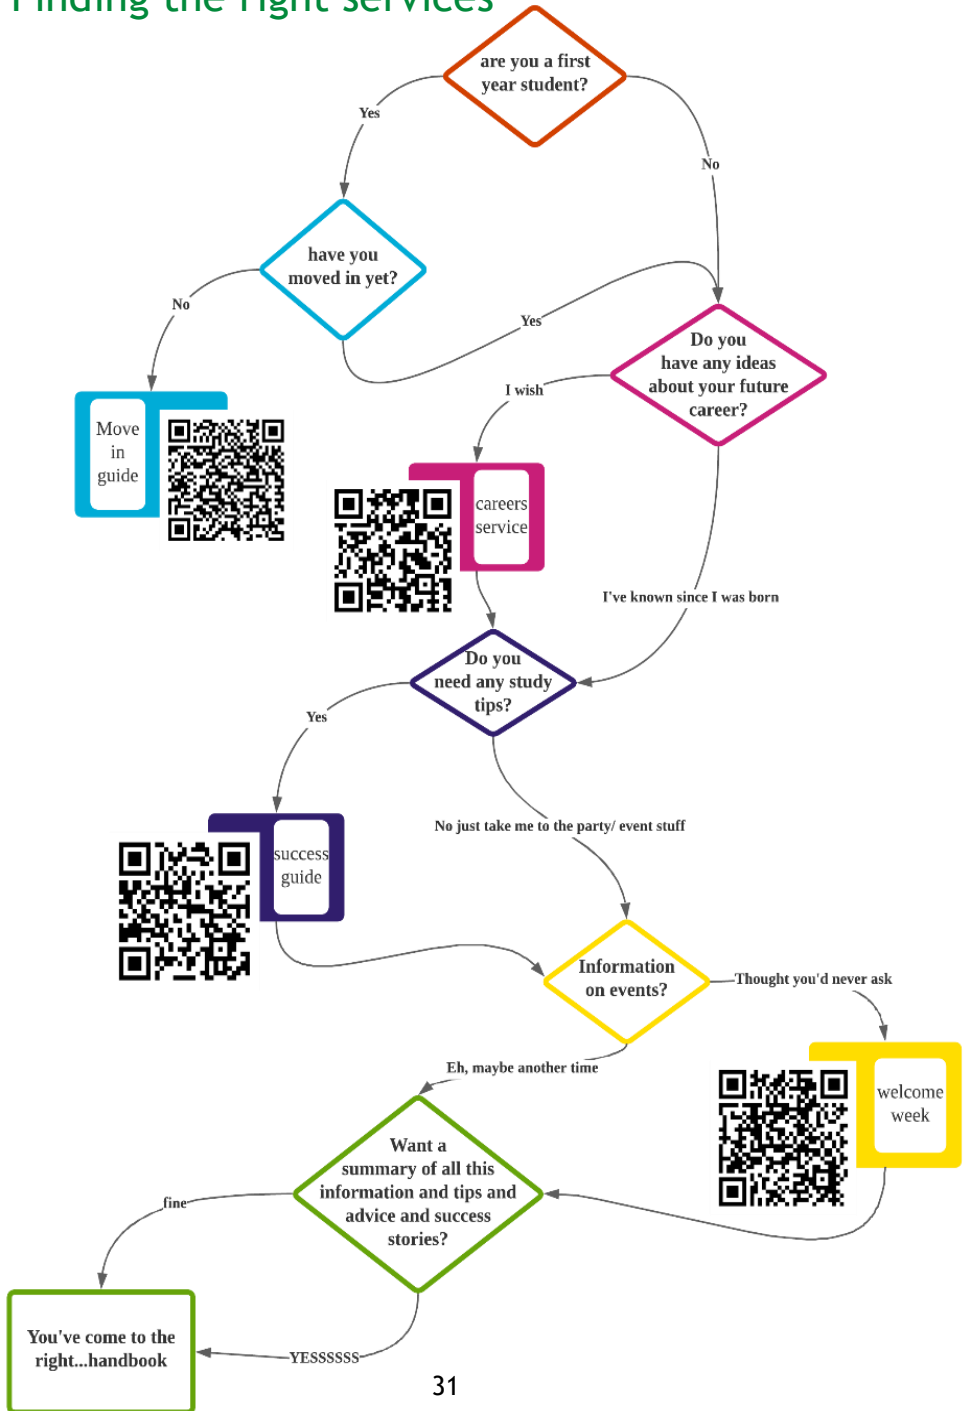 Finding the right services
are you a first
year student?
Yes
No
have you
moved in yet?
No
Yes
Do you
have any ideas
about your future
career?
I wish
Move
in
guide
careers
service
I've known since I was born
Do you
need any study
tips?
Yes
No just take me to the party/ event stuff
success
guide
Information
on events?
Thought you'd never ask
Eh, maybe another time
welcome
week
Want a
summary of all this
information and tips and
advice and success
stories?
fine
You've come to the
right...handbook
YESSSSSS
31